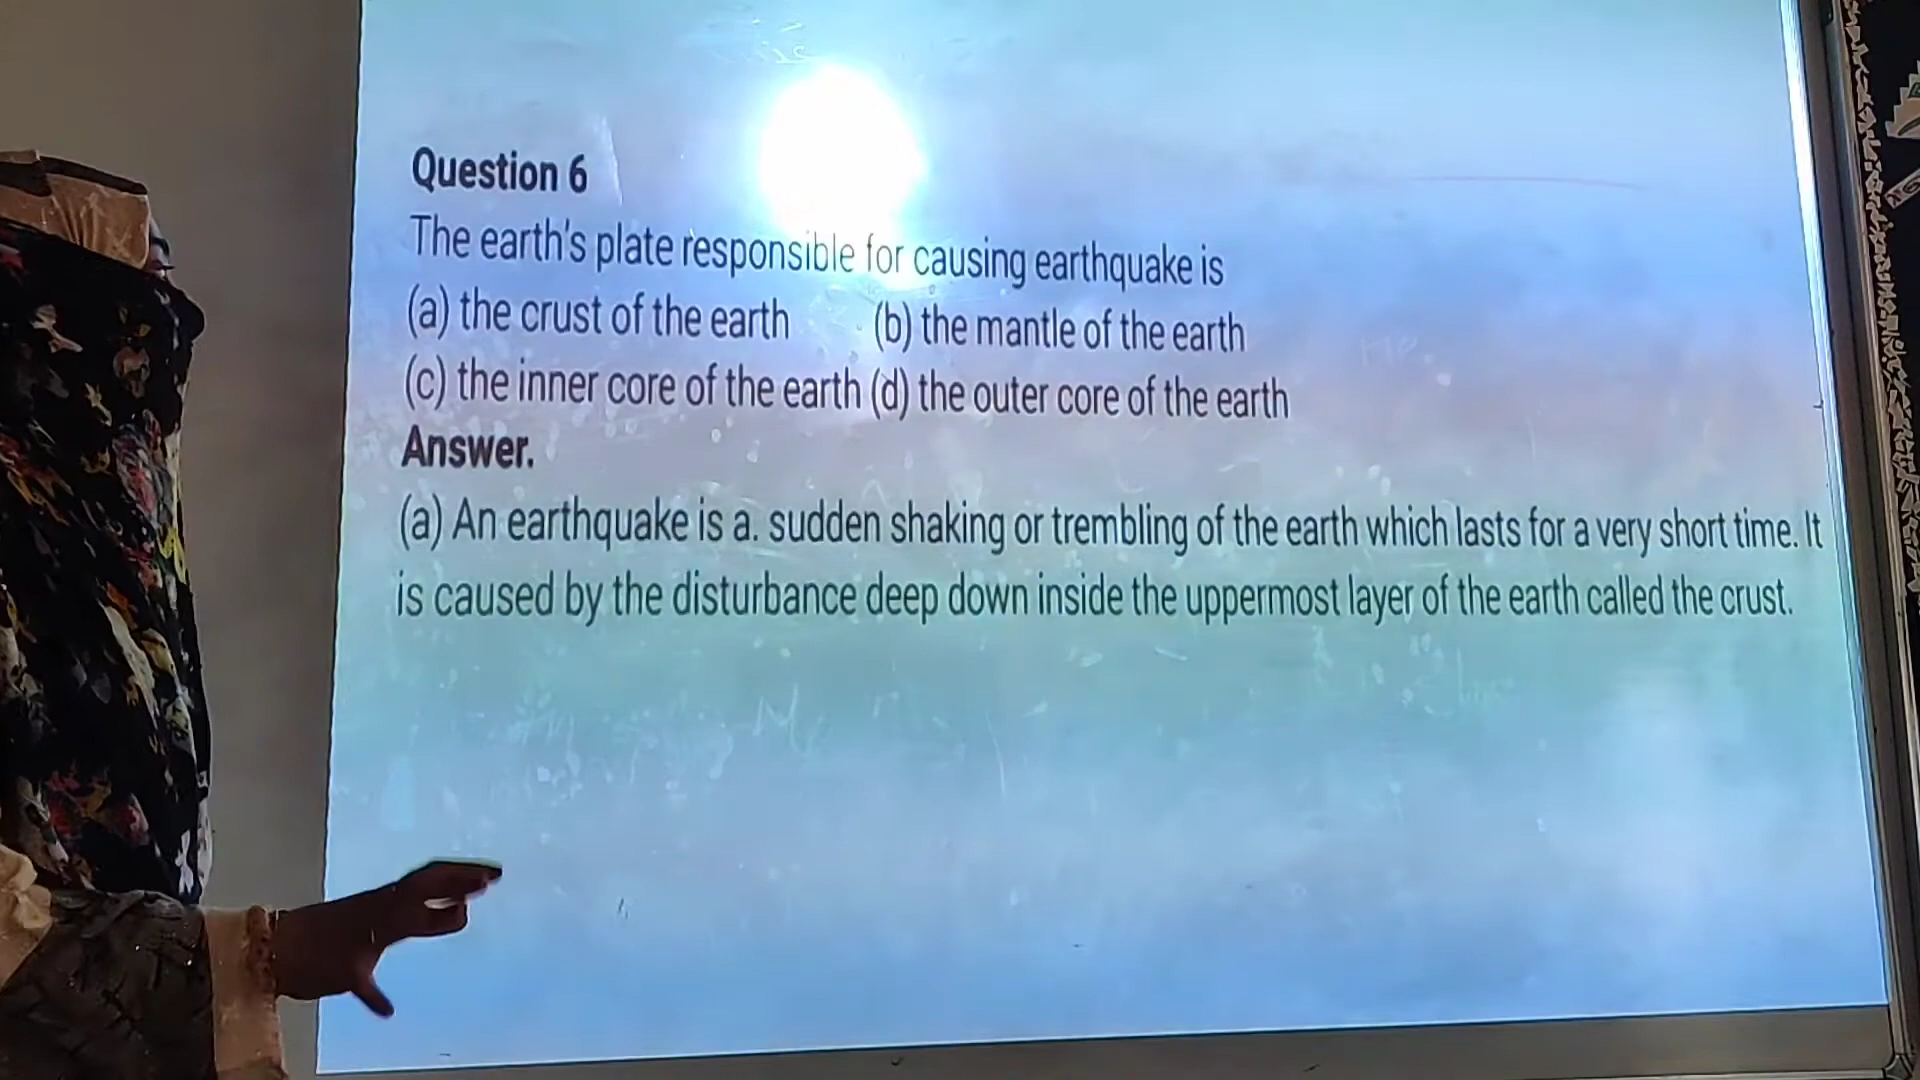 Question 6
The earth's plate responsible for causing earthquake is
(a) the crust of the earth (b) the mantle of the earth
(c) the inner core of the earth (d) the outer core of the earth
Answer.
(a) An earthquake is a. sudden shaking or trembling of the earth which lasts for a very short time. It
is caused by the disturbance deep down inside the uppermost layer of the earth called the crust.